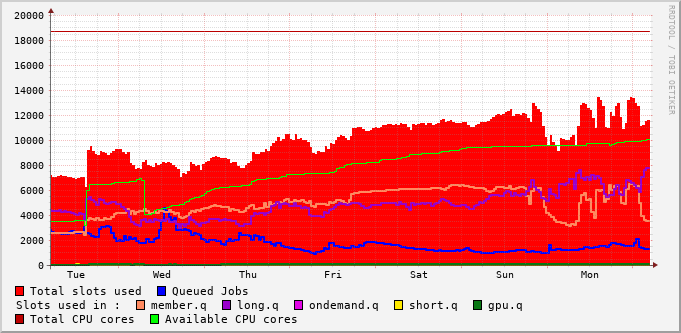 20000
18000
16000
14000
12000
10000
8000
6000
4000
2000
0
Tue Wed Thu Fri Sat Sun Mon
RRDTOOL / TOBI OETIKER
Total slots used Queued Jobs
Slots used in : member.q long.q ondemand.q short.q gpu.q
Total CPU cores Available CPU cores